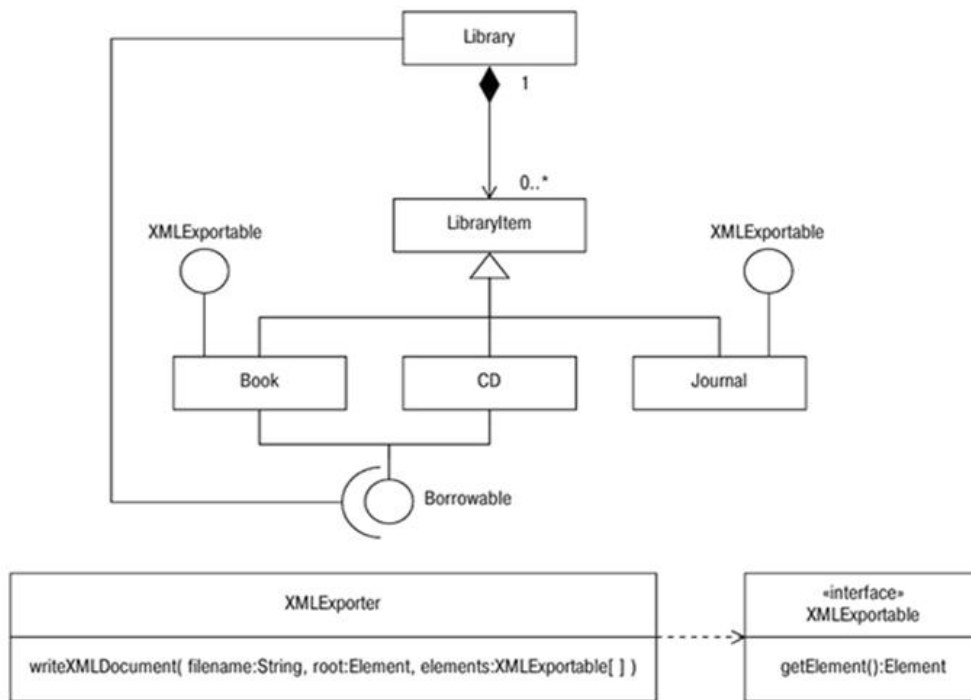 Library
1
0..*
LibraryItem
XMLExportable
XMLExportable
Book
CD
Journal
Borrowable
XMLExporter
writeXMLDocument( filename:String, root:Element, elements:XMLExportable[ ] )
«interface»
XMLExportable
getElement():Element